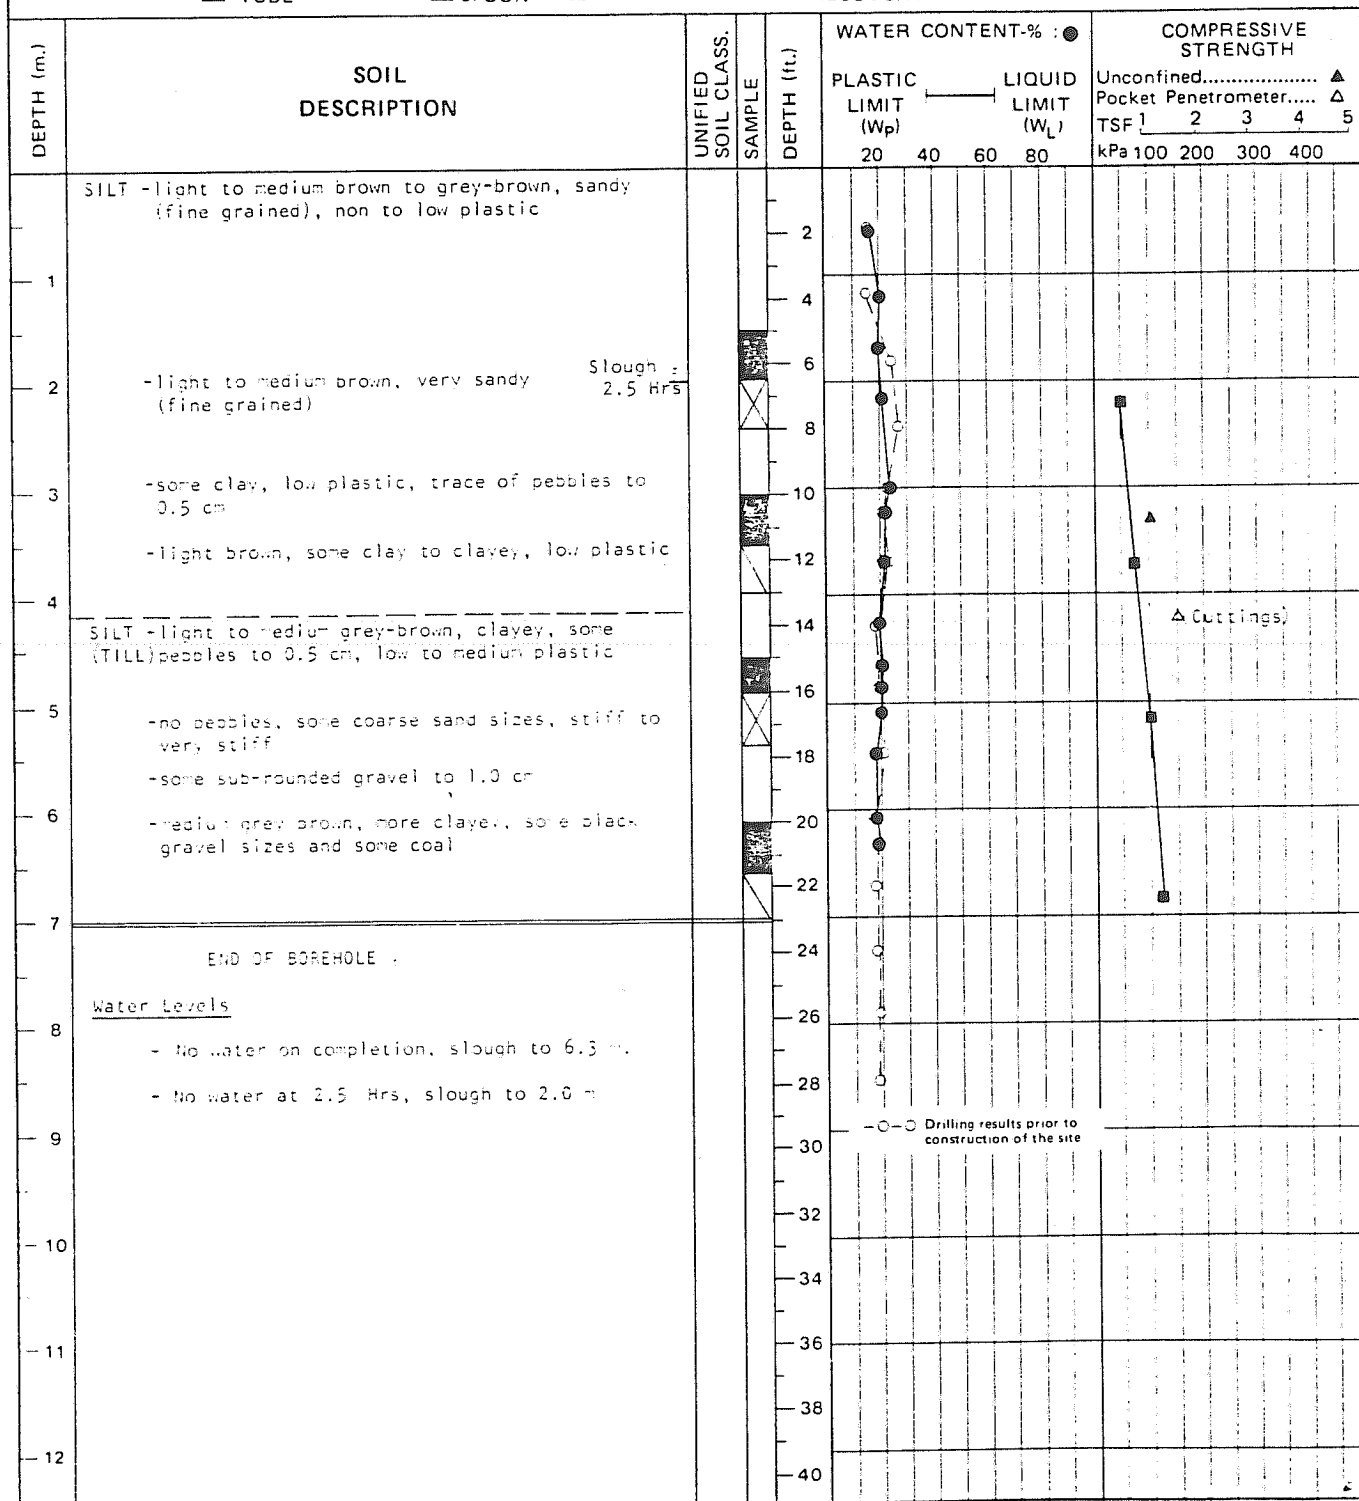 DEPTH (m.)
SOIL
DESCRIPTION
UNIFIED
SOIL CLASS.
SAMPLE
DEPTH (ft.)
WATER CONTENT-% :
PLASTIC
LIMIT
(Wp)
LIQUID
LIMIT
(WL)
20 40 60 80
COMPRESSIVE
STRENGTH
Unconfined....................
Pocket Penetrometer.....
TSF 1 2 3 4 5
kPa 100 200 300 400
SILT -light to medium brown to grey-brown, sandy
(fine grained), non to low plastic
-light to medium brown, very sandy
(fine grained)
Slough
2.5 Hrs
-some clay, low plastic, trace of pebbles to
0.5 cm
-light brown, some clay to clayey, low plastic
SILT -light to medium grey-brown, clayey, some
(TILL)pebbles to 0.5 cm, low to medium plastic
-no pebbles, some coarse sand sizes, stiff to
very stiff
-some sub-rounded gravel to 1.0 cm
-medium grey brown, more clayey, some black
gravel sizes and some coal
END OF BOREHOLE
Water Levels
- No water on completion, slough to 6.3 m.
- No water at 2.5 Hrs, slough to 2.0 m
1
2
3
4
5
6
7
8
9
10
11
12
2
4
6
8
10
12
14
16
18
20
22
24
26
28
30
32
34
36
38
40
Cuttings)
Drilling results prior to
construction of the site